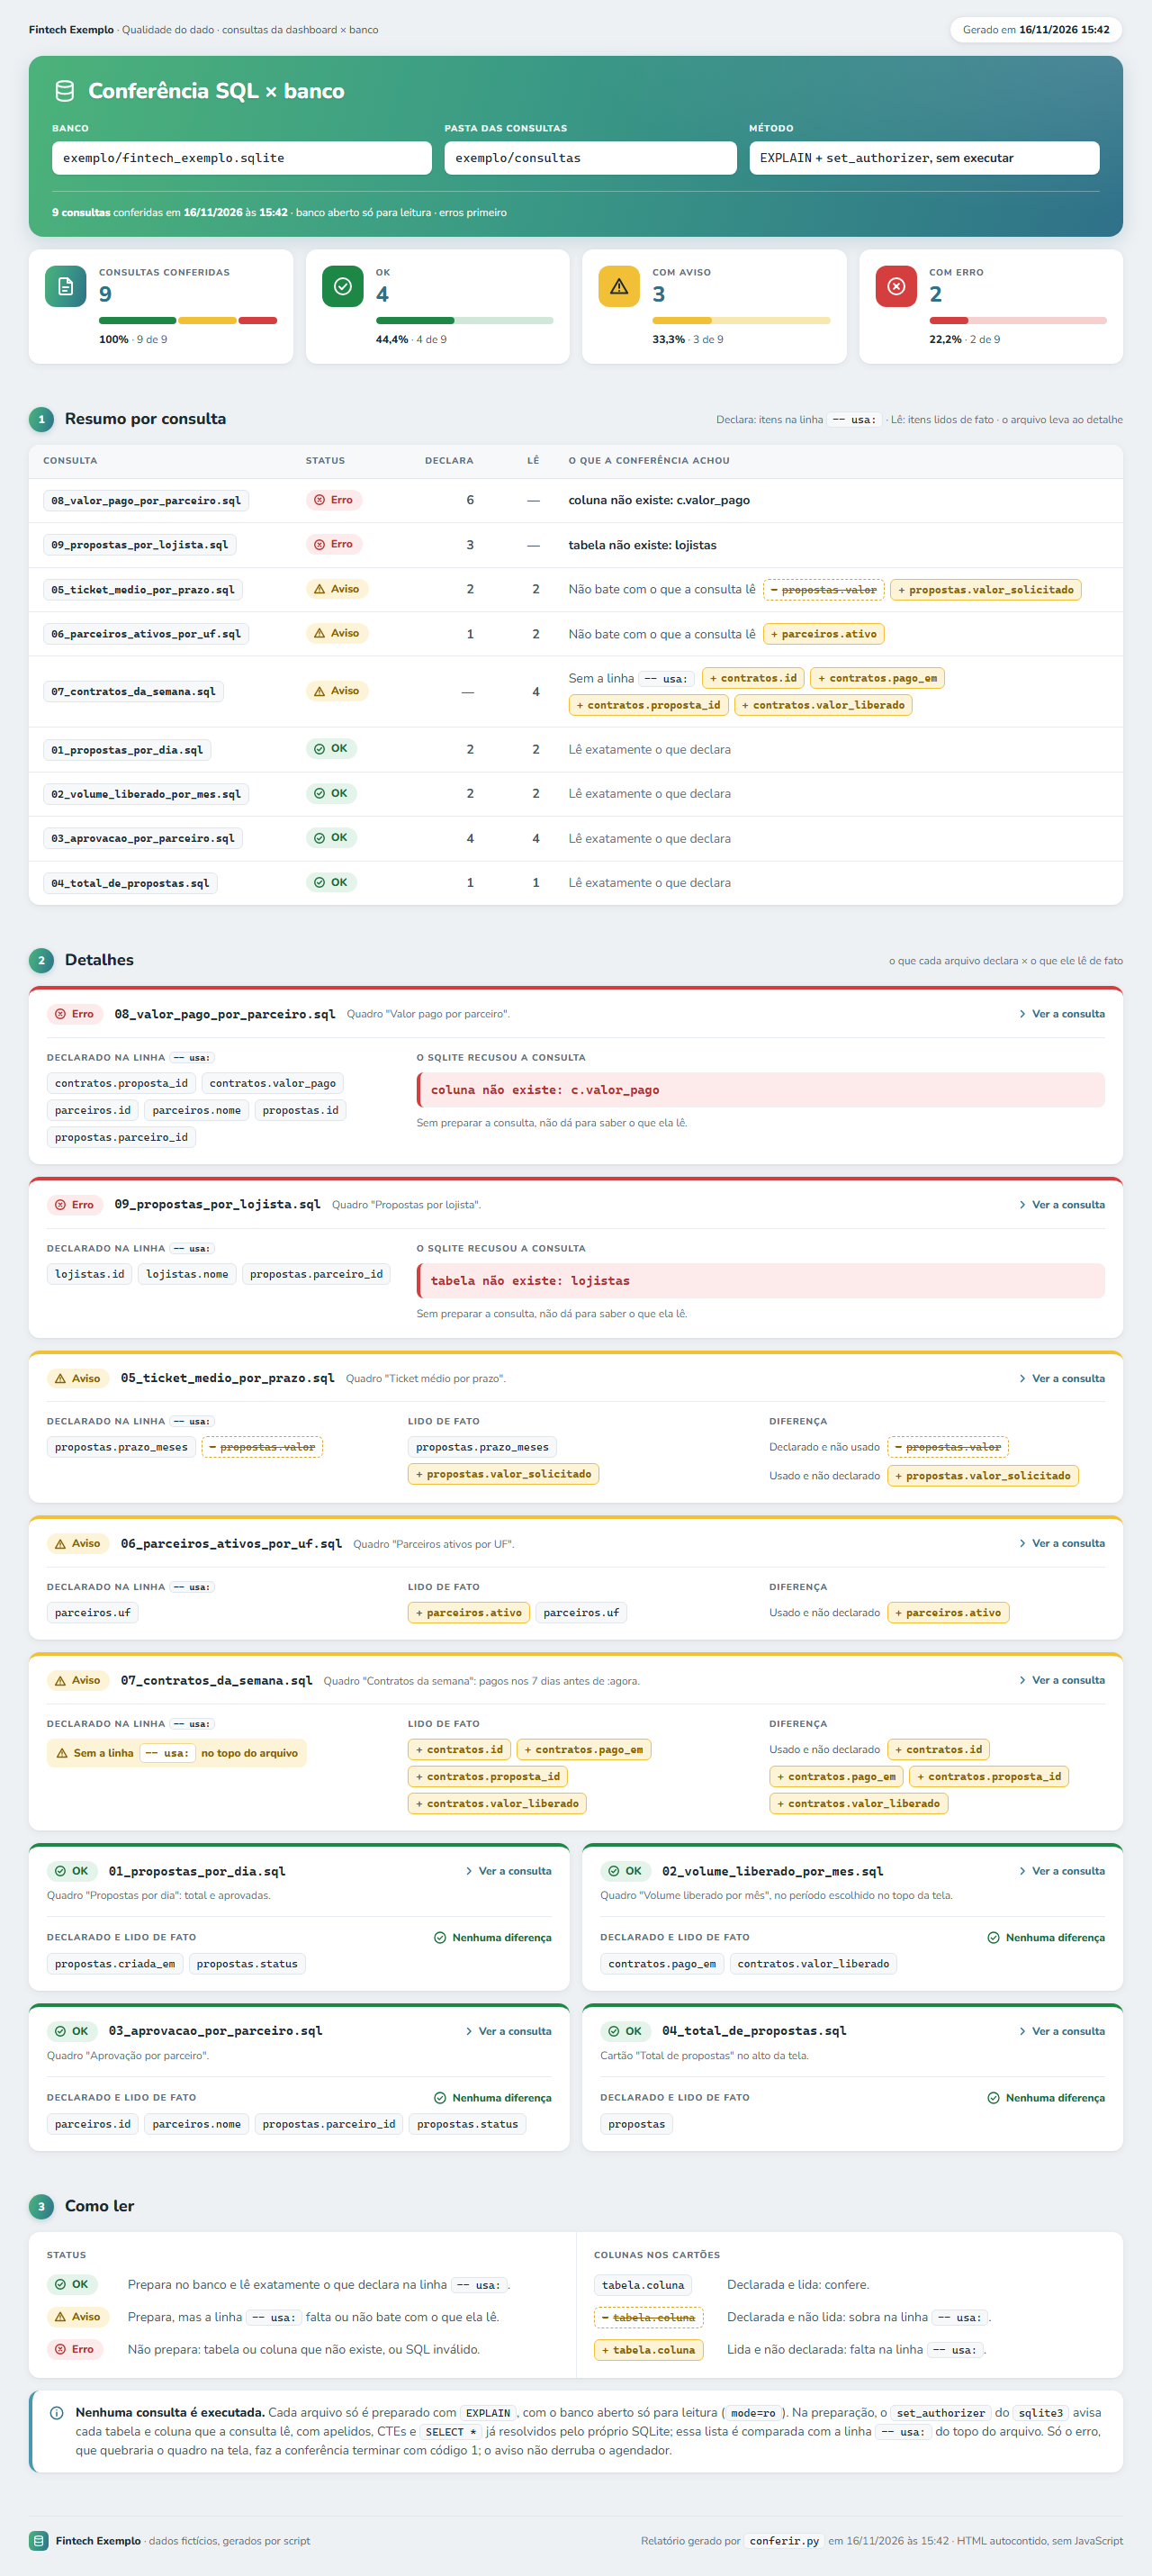 Fintech Exemplo · Qualidade do dado · consultas da dashboard × banco
Gerado em 16/11/2026 15:42
Conferência SQL × banco
BANCO
exemplo/fintech_exemplo.sqlite
PASTA DAS CONSULTAS
exemplo/consultas
MÉTODO
EXPLAIN + set_authorizer, sem executar
9 consultas conferidas em 16/11/2026 às 15:42 · banco aberto só para leitura · erros primeiro
CONSULTAS CONFERIDAS
9
100% · 9 de 9
OK
4
44,4% · 4 de 9
COM AVISO
3
33,3% · 3 de 9
COM ERRO
2
22,2% · 2 de 9
1 Resumo por consulta
Declara: itens na linha -- usa: · Lê: itens lidos de fato · o arquivo leva ao detalhe
CONSULTA STATUS DECLARA LÊ O QUE A CONFERÊNCIA ACHOU
08_valor_pago_por_parceiro.sql Erro 6 — coluna não existe: c.valor_pago
09_propostas_por_lojista.sql Erro 3 — tabela não existe: lojistas
05_ticket_medio_por_prazo.sql Aviso 2 2 Não bate com o que a consulta lê − propostas.valor + propostas.valor_solicitado
06_parceiros_ativos_por_uf.sql Aviso 1 2 Não bate com o que a consulta lê + parceiros.ativo
07_contratos_da_semana.sql Aviso — 4 Sem a linha -- usa: + contratos.id + contratos.pago_em
+ contratos.proposta_id + contratos.valor_liberado
01_propostas_por_dia.sql OK 2 2 Lê exatamente o que declara
02_volume_liberado_por_mes.sql OK 2 2 Lê exatamente o que declara
03_aprovacao_por_parceiro.sql OK 4 4 Lê exatamente o que declara
04_total_de_propostas.sql OK 1 1 Lê exatamente o que declara
2 Detalhes
o que cada arquivo declara × o que ele lê de fato
Erro 08_valor_pago_por_parceiro.sql Quadro "Valor pago por parceiro". Ver a consulta
DECLARADO NA LINHA -- usa:
contratos.proposta_id contratos.valor_pago
parceiros.id parceiros.nome propostas.id
propostas.parceiro_id
O SQLITE RECUSOU A CONSULTA
coluna não existe: c.valor_pago
Sem preparar a consulta, não dá para saber o que ela lê.
Erro 09_propostas_por_lojista.sql Quadro "Propostas por lojista". Ver a consulta
DECLARADO NA LINHA -- usa:
lojistas.id lojistas.nome propostas.parceiro_id
O SQLITE RECUSOU A CONSULTA
tabela não existe: lojistas
Sem preparar a consulta, não dá para saber o que ela lê.
Aviso 05_ticket_medio_por_prazo.sql Quadro "Ticket médio por prazo". Ver a consulta
DECLARADO NA LINHA -- usa:
propostas.prazo_meses − propostas.valor
LIDO DE FATO
propostas.prazo_meses
+ propostas.valor_solicitado
DIFERENÇA
Declarado e não usado − propostas.valor
Usado e não declarado + propostas.valor_solicitado
Aviso 06_parceiros_ativos_por_uf.sql Quadro "Parceiros ativos por UF". Ver a consulta
DECLARADO NA LINHA -- usa:
parceiros.uf
LIDO DE FATO
+ parceiros.ativo parceiros.uf
DIFERENÇA
Usado e não declarado + parceiros.ativo
Aviso 07_contratos_da_semana.sql Quadro "Contratos da semana": pagos nos 7 dias antes de :agora. Ver a consulta
DECLARADO NA LINHA -- usa:
Sem a linha -- usa: no topo do arquivo
LIDO DE FATO
+ contratos.id + contratos.pago_em
+ contratos.proposta_id
+ contratos.valor_liberado
DIFERENÇA
Usado e não declarado + contratos.id
+ contratos.pago_em + contratos.proposta_id
+ contratos.valor_liberado
OK 01_propostas_por_dia.sql Ver a consulta
Quadro "Propostas por dia": total e aprovadas.
DECLARADO E LIDO DE FATO Nenhuma diferença
propostas.criada_em propostas.status
OK 02_volume_liberado_por_mes.sql Ver a consulta
Quadro "Volume liberado por mês", no período escolhido no topo da tela.
DECLARADO E LIDO DE FATO Nenhuma diferença
contratos.pago_em contratos.valor_liberado
OK 03_aprovacao_por_parceiro.sql Ver a consulta
Quadro "Aprovação por parceiro".
DECLARADO E LIDO DE FATO Nenhuma diferença
parceiros.id parceiros.nome propostas.parceiro_id propostas.status
OK 04_total_de_propostas.sql Ver a consulta
Cartão "Total de propostas" no alto da tela.
DECLARADO E LIDO DE FATO Nenhuma diferença
propostas
3 Como ler
STATUS
OK Prepara no banco e lê exatamente o que declara na linha -- usa: .
Aviso Prepara, mas a linha -- usa: falta ou não bate com o que ela lê.
Erro Não prepara: tabela ou coluna que não existe, ou SQL inválido.
COLUNAS NOS CARTÕES
tabela.coluna Declarada e lida: confere.
− tabela.coluna Declarada e não lida: sobra na linha -- usa: .
+ tabela.coluna Lida e não declarada: falta na linha -- usa: .
Nenhuma consulta é executada. Cada arquivo só é preparado com EXPLAIN , com o banco aberto só para leitura ( mode=ro ). Na preparação, o set_authorizer do sqlite3 avisa
cada tabela e coluna que a consulta lê, com apelidos, CTEs e SELECT * já resolvidos pelo próprio SQLite; essa lista é comparada com a linha -- usa: do topo do arquivo. Só o erro,
que quebraria o quadro na tela, faz a conferência terminar com código 1; o aviso não derruba o agendador.
Fintech Exemplo · dados fictícios, gerados por script
Relatório gerado por conferir.py em 16/11/2026 às 15:42 · HTML autocontido, sem JavaScript